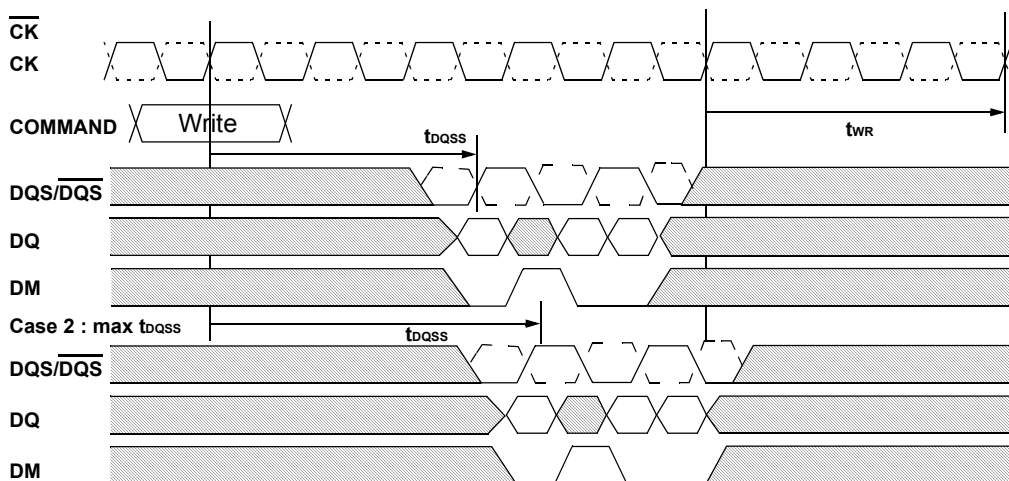 CK
CK
COMMAND Write
tDQSS
tWR
DQS/DQS
DQ
DM
Case 2 : max tDQSS
tDQSS
DQS/DQS
DQ
DM